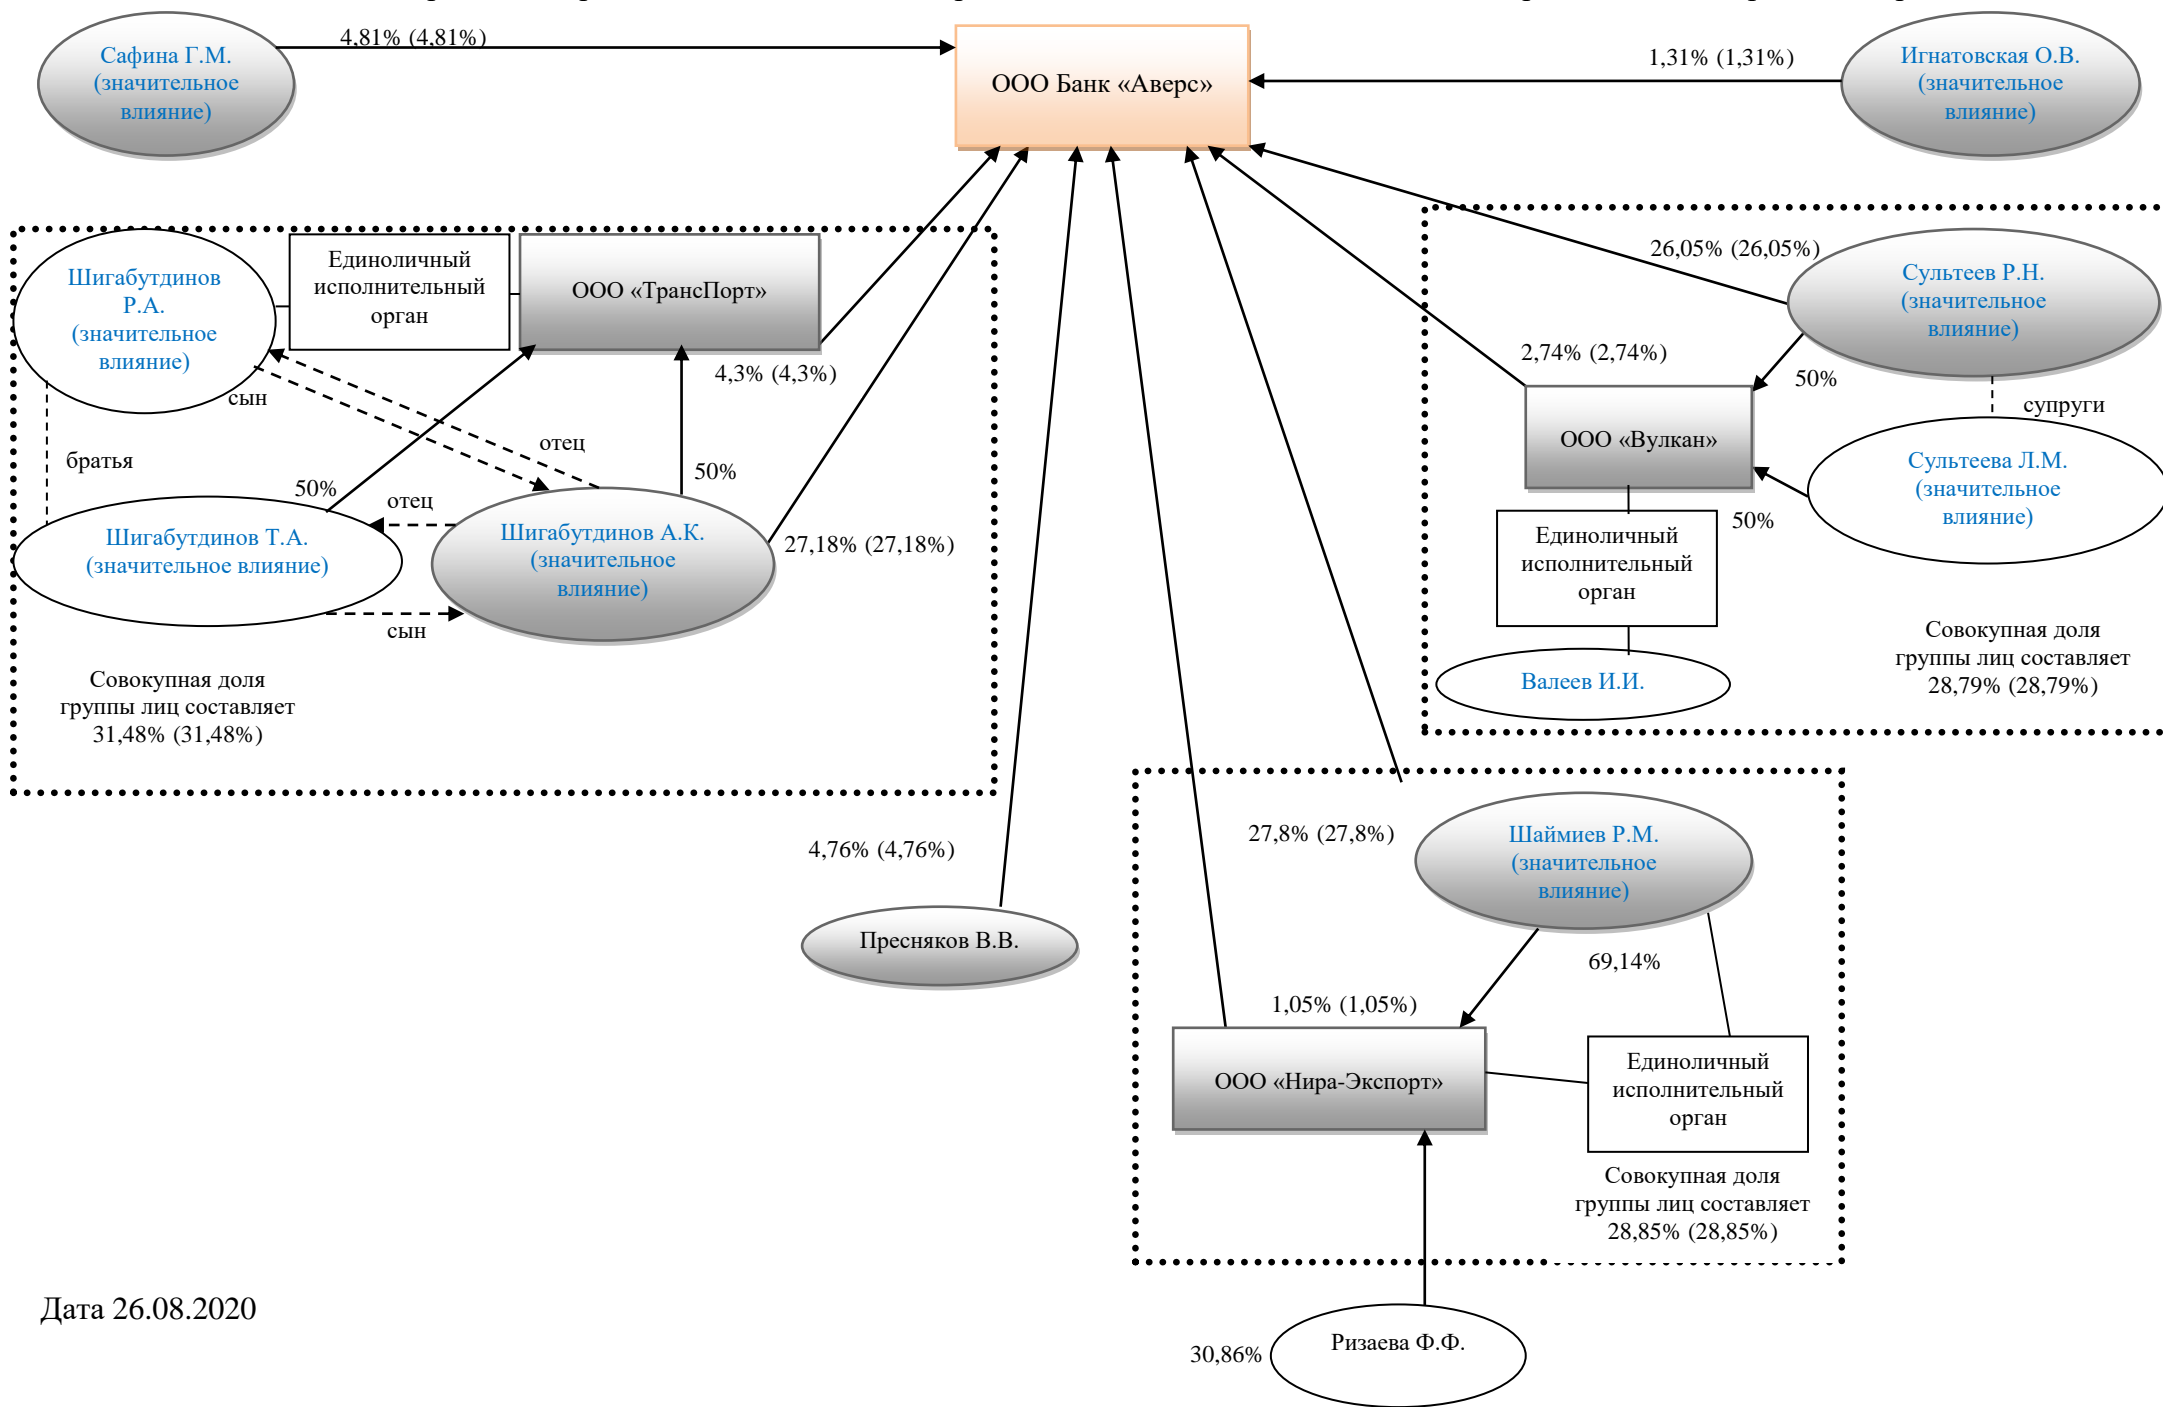 Сафина Г.М.
(значительное
влияние)
4,81% (4,81%)
ООО Банк «Аверс»
1,31% (1,31%)
Игнатовская О.В.
(значительное
влияние)
Шигабутдинов
Р.А.
(значительное
влияние)
Единоличный
исполнительный
орган
ООО «ТрансПорт»
4,3% (4,3%)
сын
отец
братья
50%
50%
отец
Шигабутдинов Т.А.
(значительное влияние)
Шигабутдинов А.К.
(значительное
влияние)
27,18% (27,18%)
сын
Совокупная доля
группы лиц составляет
31,48% (31,48%)
26,05% (26,05%)
Сультеев Р.Н.
(значительное
влияние)
2,74% (2,74%)
50%
супруги
ООО «Вулкан»
Сультеева Л.М.
(значительное
влияние)
50%
Единоличный
исполнительный
орган
Валеев И.И.
Совокупная доля
группы лиц составляет
28,79% (28,79%)
4,76% (4,76%)
Пресняков В.В.
27,8% (27,8%)
Шаймиев Р.М.
(значительное
влияние)
69,14%
1,05% (1,05%)
ООО «Нира-Экспорт»
Единоличный
исполнительный
орган
Совокупная доля
группы лиц составляет
28,85% (28,85%)
Дата 26.08.2020
30,86%
Ризаева Ф.Ф.